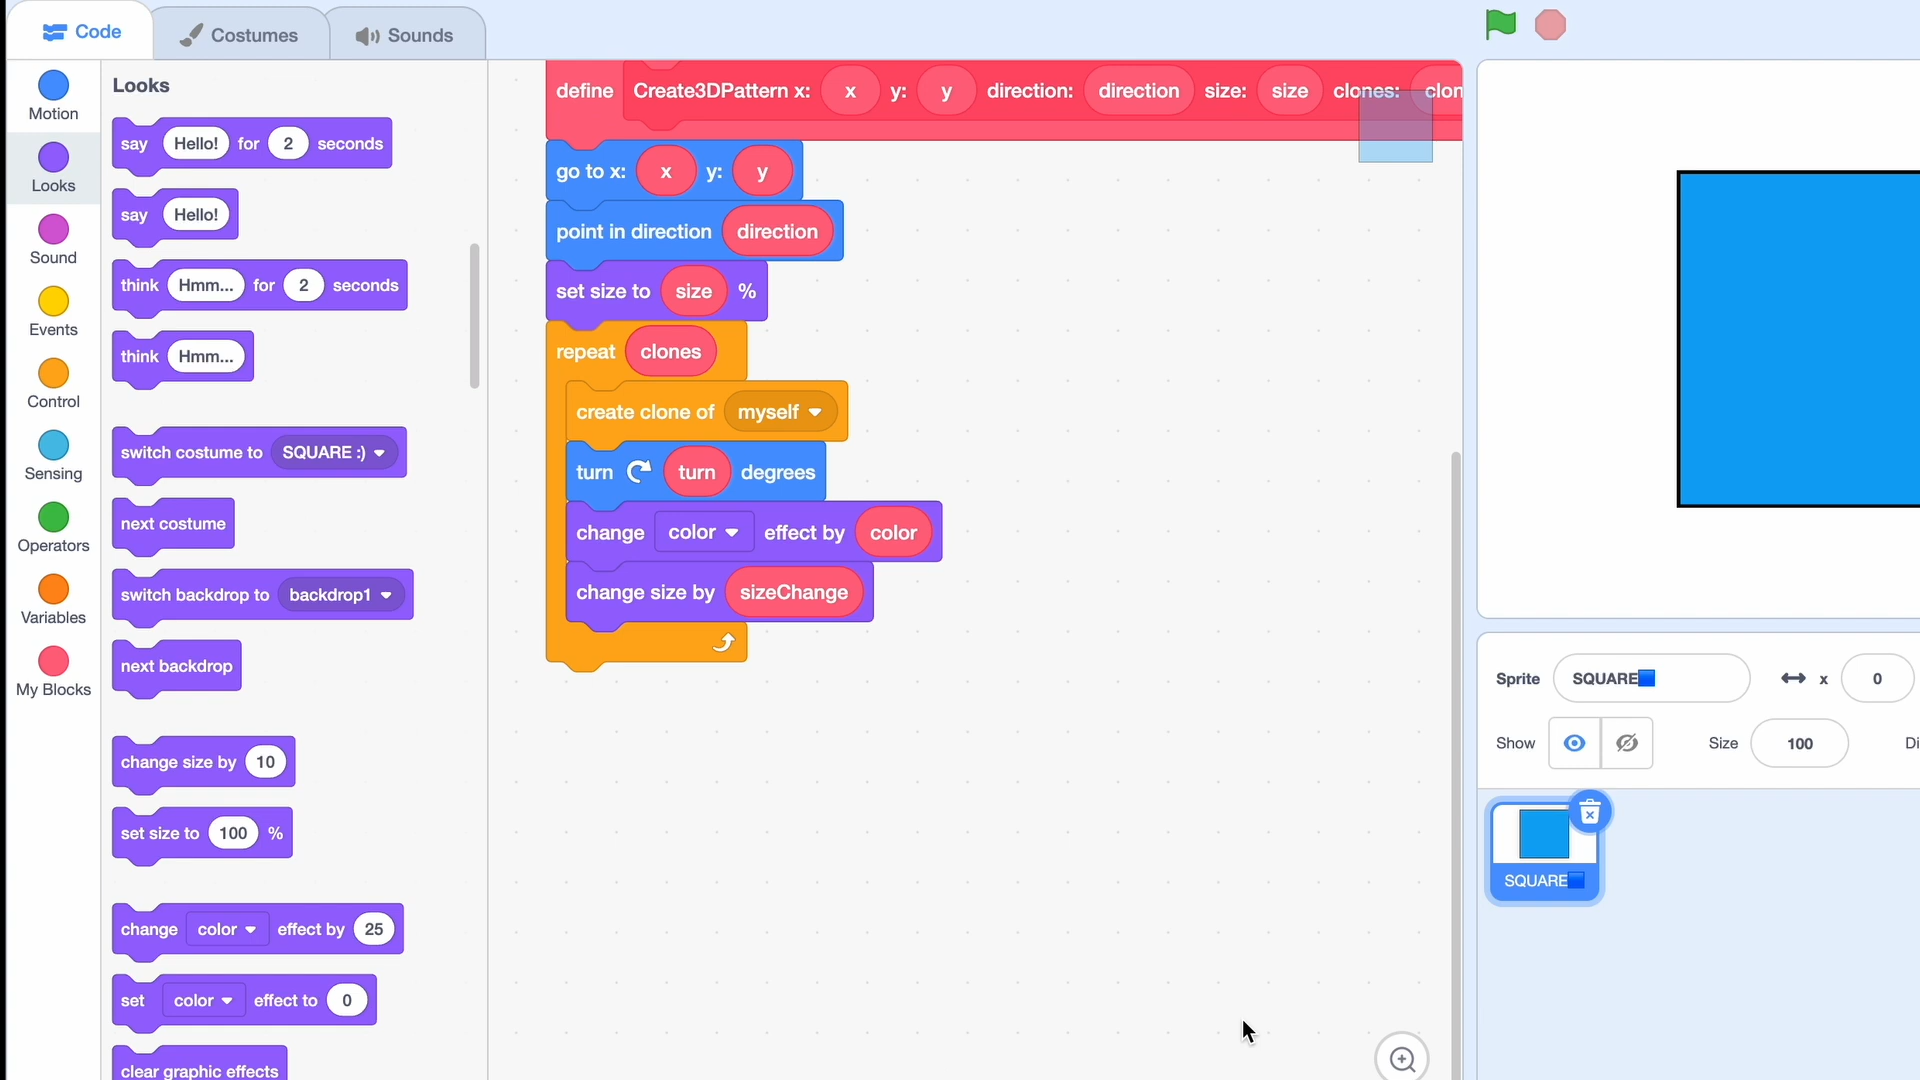 Code
Costumes
Sounds
Motion
Looks
Sound
Events
Control
Sensing
Operators
Variables
My Blocks
Looks
say Hello! for 2 seconds
say Hello!
think Hmm... for 2 seconds
think Hmm...
switch costume to SQUARE :)
next costume
switch backdrop to backdrop1
next backdrop
change size by 10
set size to 100 %
change color effect by 25
set color effect to 0
clear graphic effects
define Create3DPattern x: x y: y direction: direction size: size clones: clon
go to x: x y: y
point in direction direction
set size to size %
repeat clones
create clone of myself
turn turn degrees
change color effect by color
change size by sizeChange
Sprite SQUARE x 0
Show Size 100 Di
SQUARE